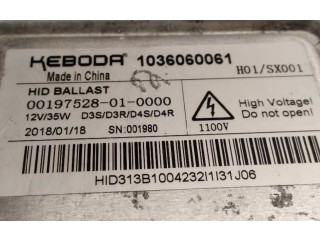 KEBODA® 1036060061
Made in China
H01/SX001
HID BALLAST
00197528-01-0000
12V/35W D3S/D3R/D4S/D4R
2018/01/18 SN:001980
1100V
High Voltage!
Do not open!
HID313B1004232I1I31J06